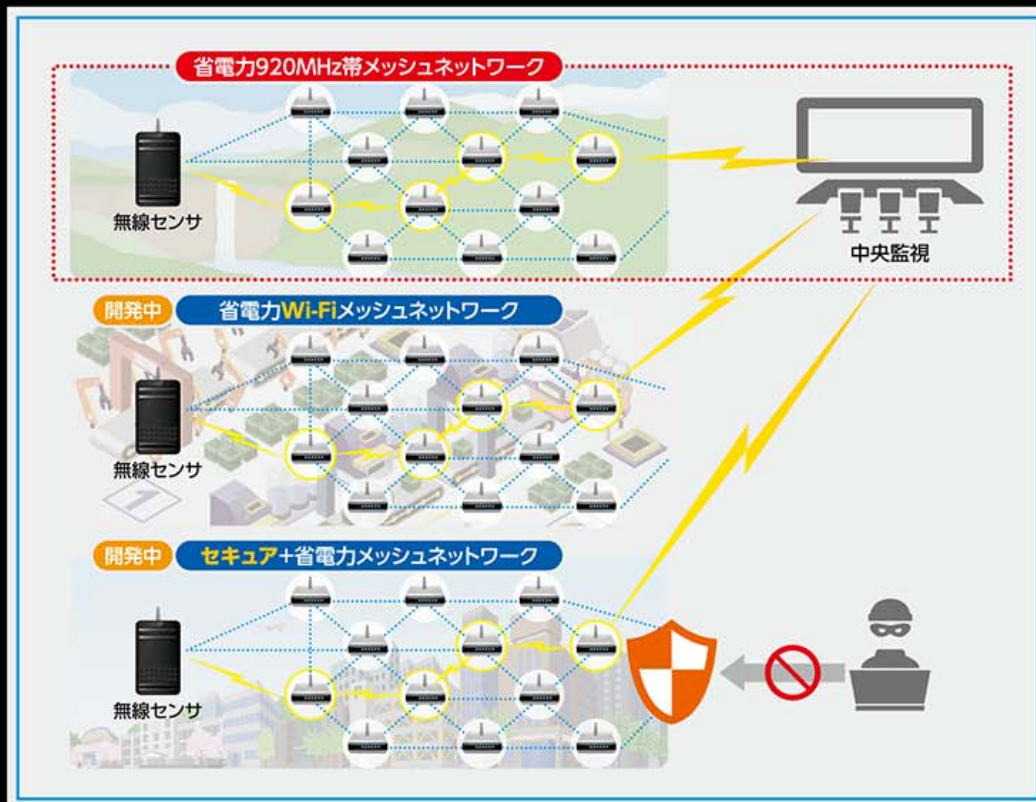 省電力920MHz帯メッシュネットワーク
無線センサ
中央監視
開発中
省電力Wi-Fiメッシュネットワーク
無線センサ
開発中
セキュア+省電力メッシュネットワーク
無線センサ